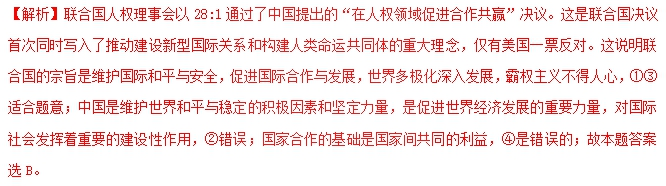 【解析】联合国人权理事会以 28:1 通过了中国提出的“在人权领域促进合作共赢”决议。这是联合国决议
首次同时写入了推动建设新型国际关系和构建人类命运共同体的重大理念，仅有美国一票反对。这说明联
合国的宗旨是维护国际和平与安全，促进国际合作与发展，世界多极化深入发展，霸权主义不得人心，①③
适合题意；中国是维护世界和平与稳定的积极因素和坚定力量，是促进世界经济发展的重要力量，对国际
社会发挥着重要的建设性作用，②错误；国家合作的基础是国家间共同的利益，④是错误的；故本题答案
选 B。